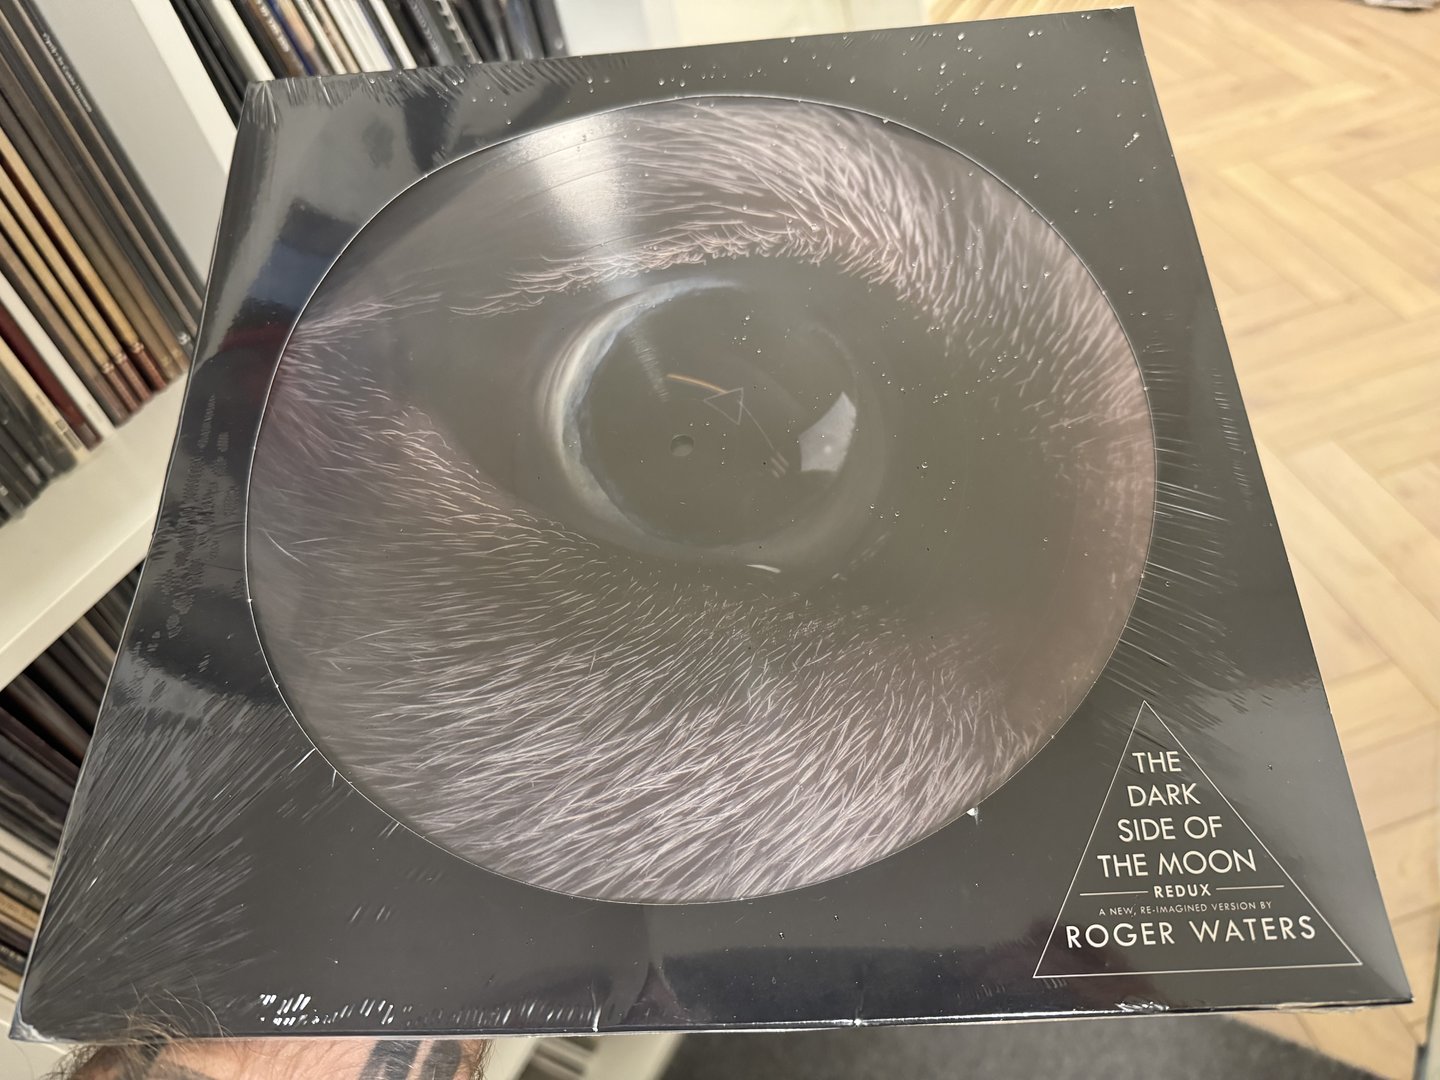 THE
DARK
SIDE OF
THE MOON
REDUX
A NEW, RE-IMAGINED VERSION BY
ROGER WATERS